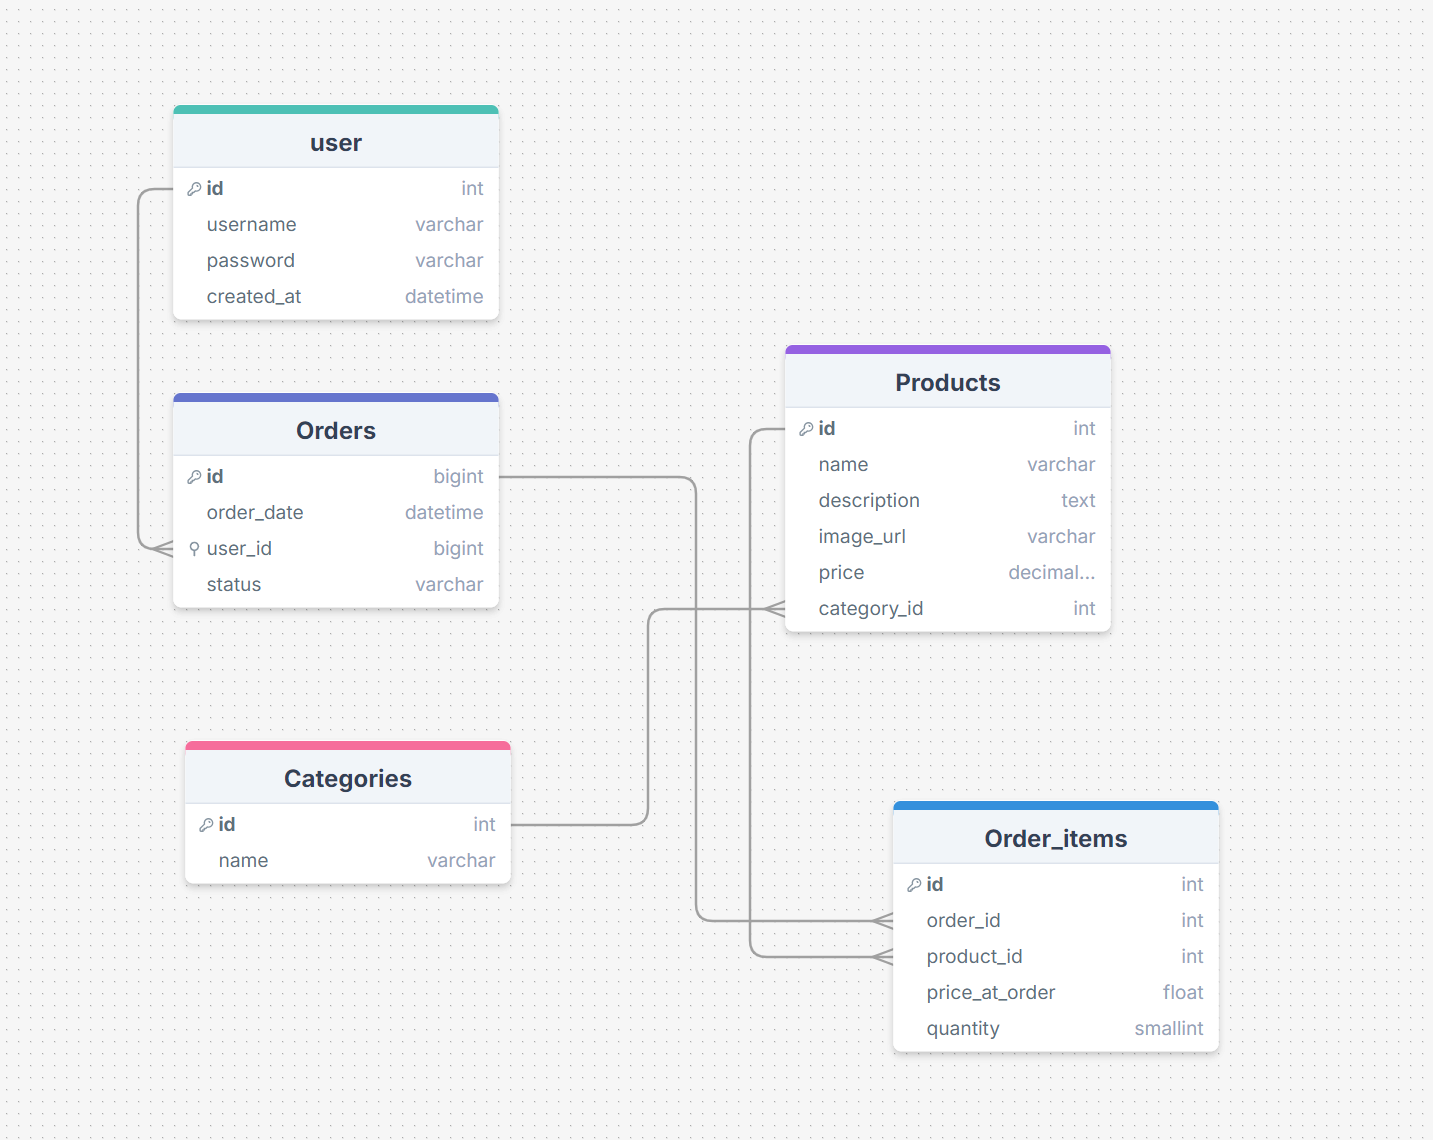 user
id int
username varchar
password varchar
created_at datetime
Orders
id bigint
order_date datetime
user_id bigint
status varchar
Products
id int
name varchar
description text
image_url varchar
price decimal...
category_id int
Categories
id int
name varchar
Order_items
id int
order_id int
product_id int
price_at_order float
quantity smallint